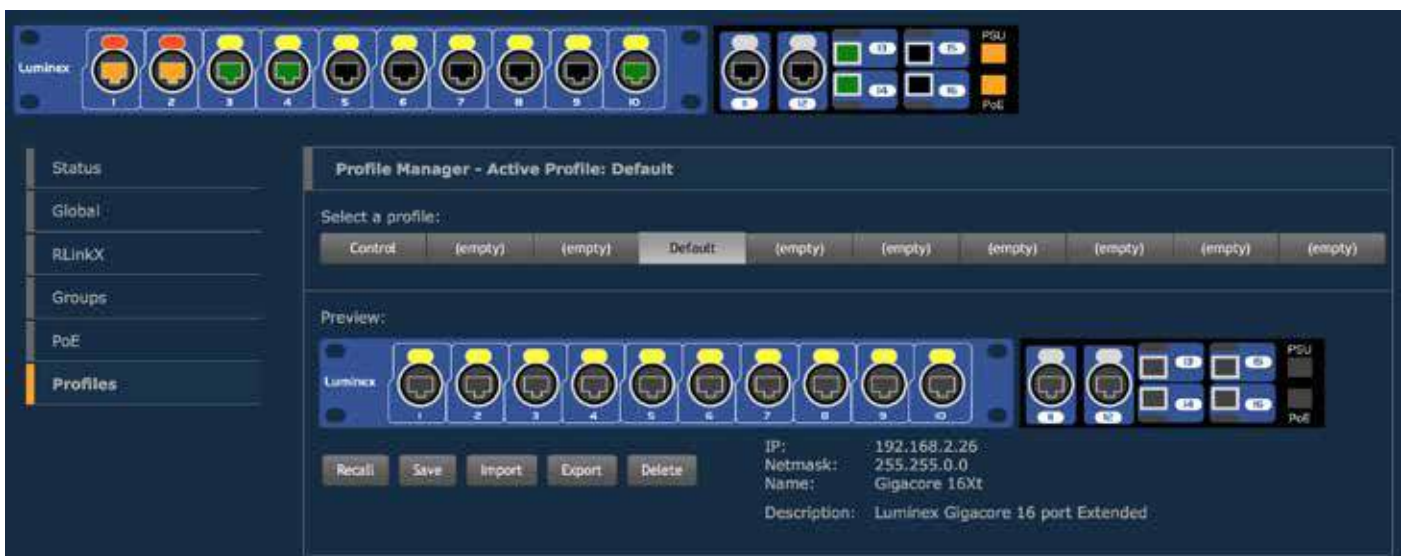 PSU
13 15
Luminex
14 16
1 2 3 4 5 6 7 8 9 10 11 12 PoE
Status
Global
RLinkX
Groups
PoE
Profiles
Profile Manager - Active Profile: Default
Select a profile:
Control (empty) (empty) Default (empty) (empty) (empty) (empty) (empty) (empty)
Preview:
PSU
13 15
Luminex
14 16
1 2 3 4 5 6 7 8 9 10 11 12 PoE
Recall Save Import Export Delete
IP: 192.168.2.26
Netmask: 255.255.0.0
Name: Gigacore 16Xt
Description: Luminex Gigacore 16 port Extended